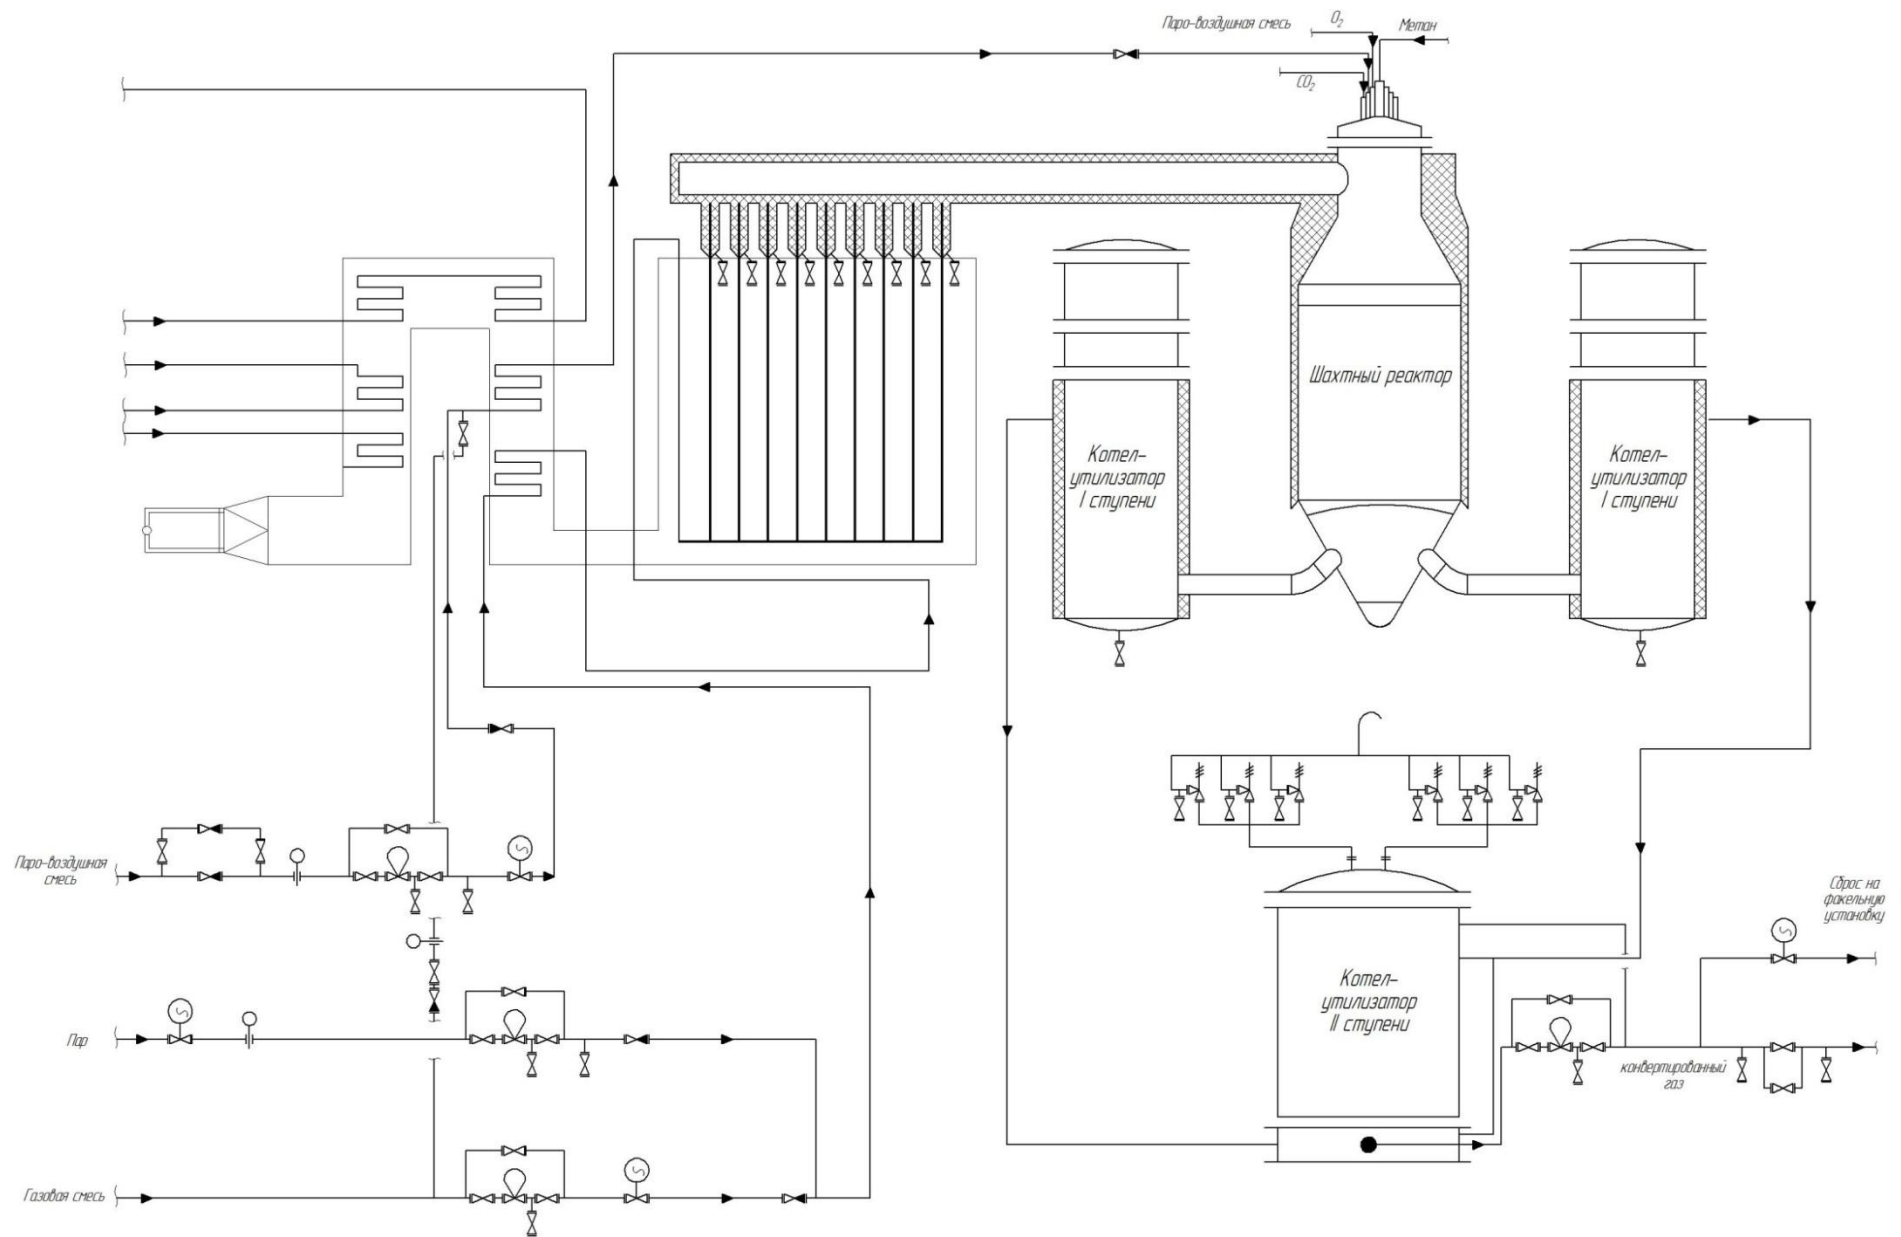 Паро-воздушная смесь
O₂
Метан
CO₂
Шахтный реактор
Котел-
утилизатор
I ступени
Котел-
утилизатор
I ступени
Паро-воздушная
смесь
S
Сброс на
факельную
установку
S
Котел-
утилизатор
II ступени
S
Пар
конвертированный
газ
S
Газовая смесь